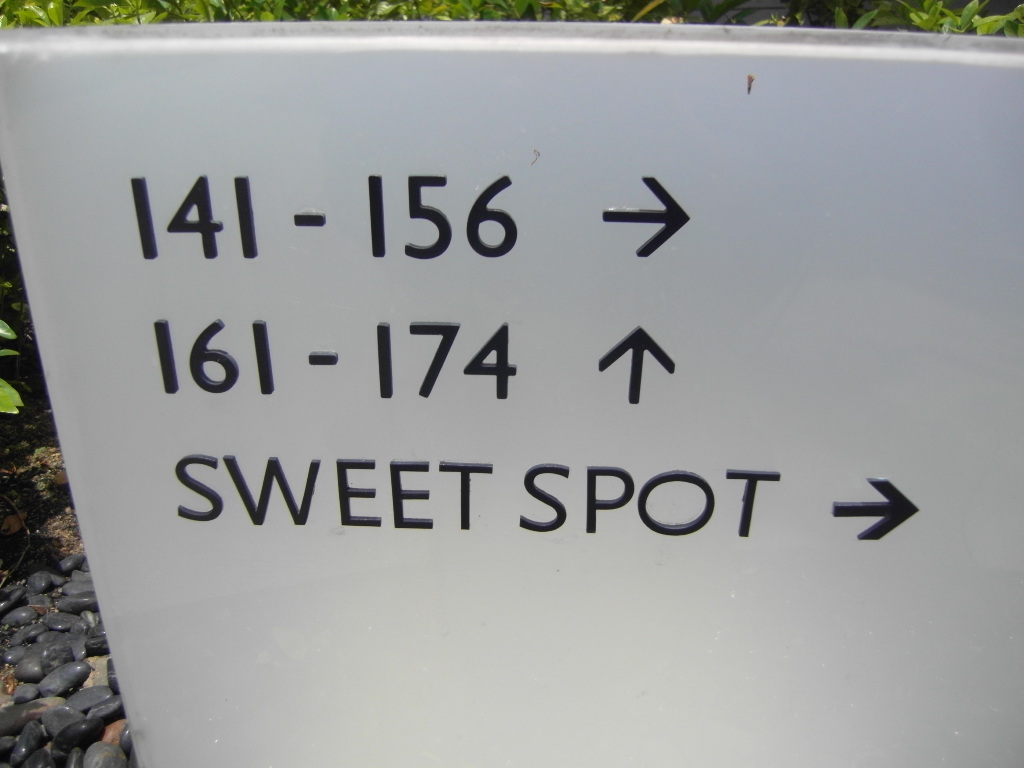 141 - 156 →
161 - 174 ↑
SWEET SPOT →